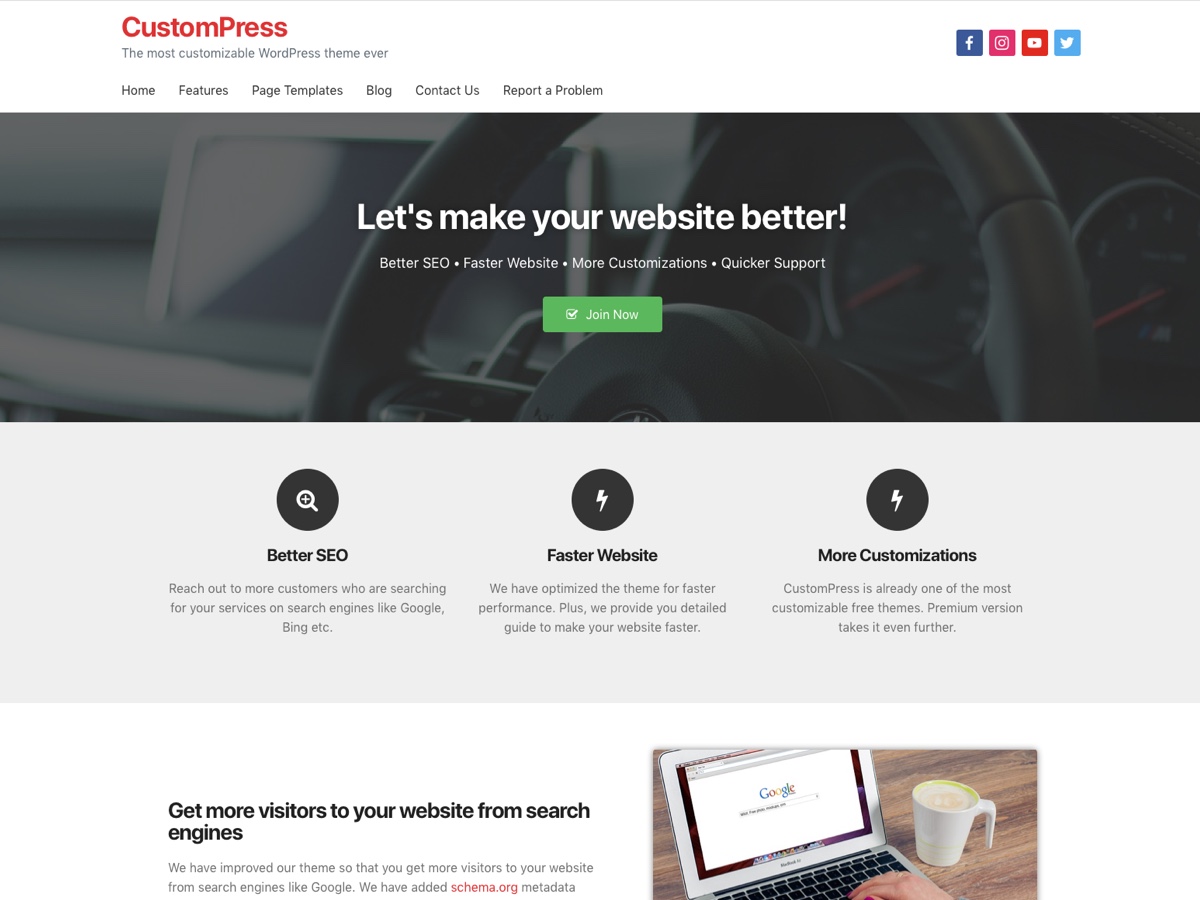 CustomPress
The most customizable WordPress theme ever
Home Features Page Templates Blog Contact Us Report a Problem
Let's make your website better!
Better SEO • Faster Website • More Customizations • Quicker Support
Join Now
Better SEO
Reach out to more customers who are searching
for your services on search engines like Google,
Bing etc.
Faster Website
We have optimized the theme for faster
performance. Plus, we provide you detailed
guide to make your website faster.
More Customizations
CustomPress is already one of the most
customizable free themes. Premium version
takes it even further.
Get more visitors to your website from search
engines
We have improved our theme so that you get more visitors to your website
from search engines like Google. We have added schema.org metadata
Google